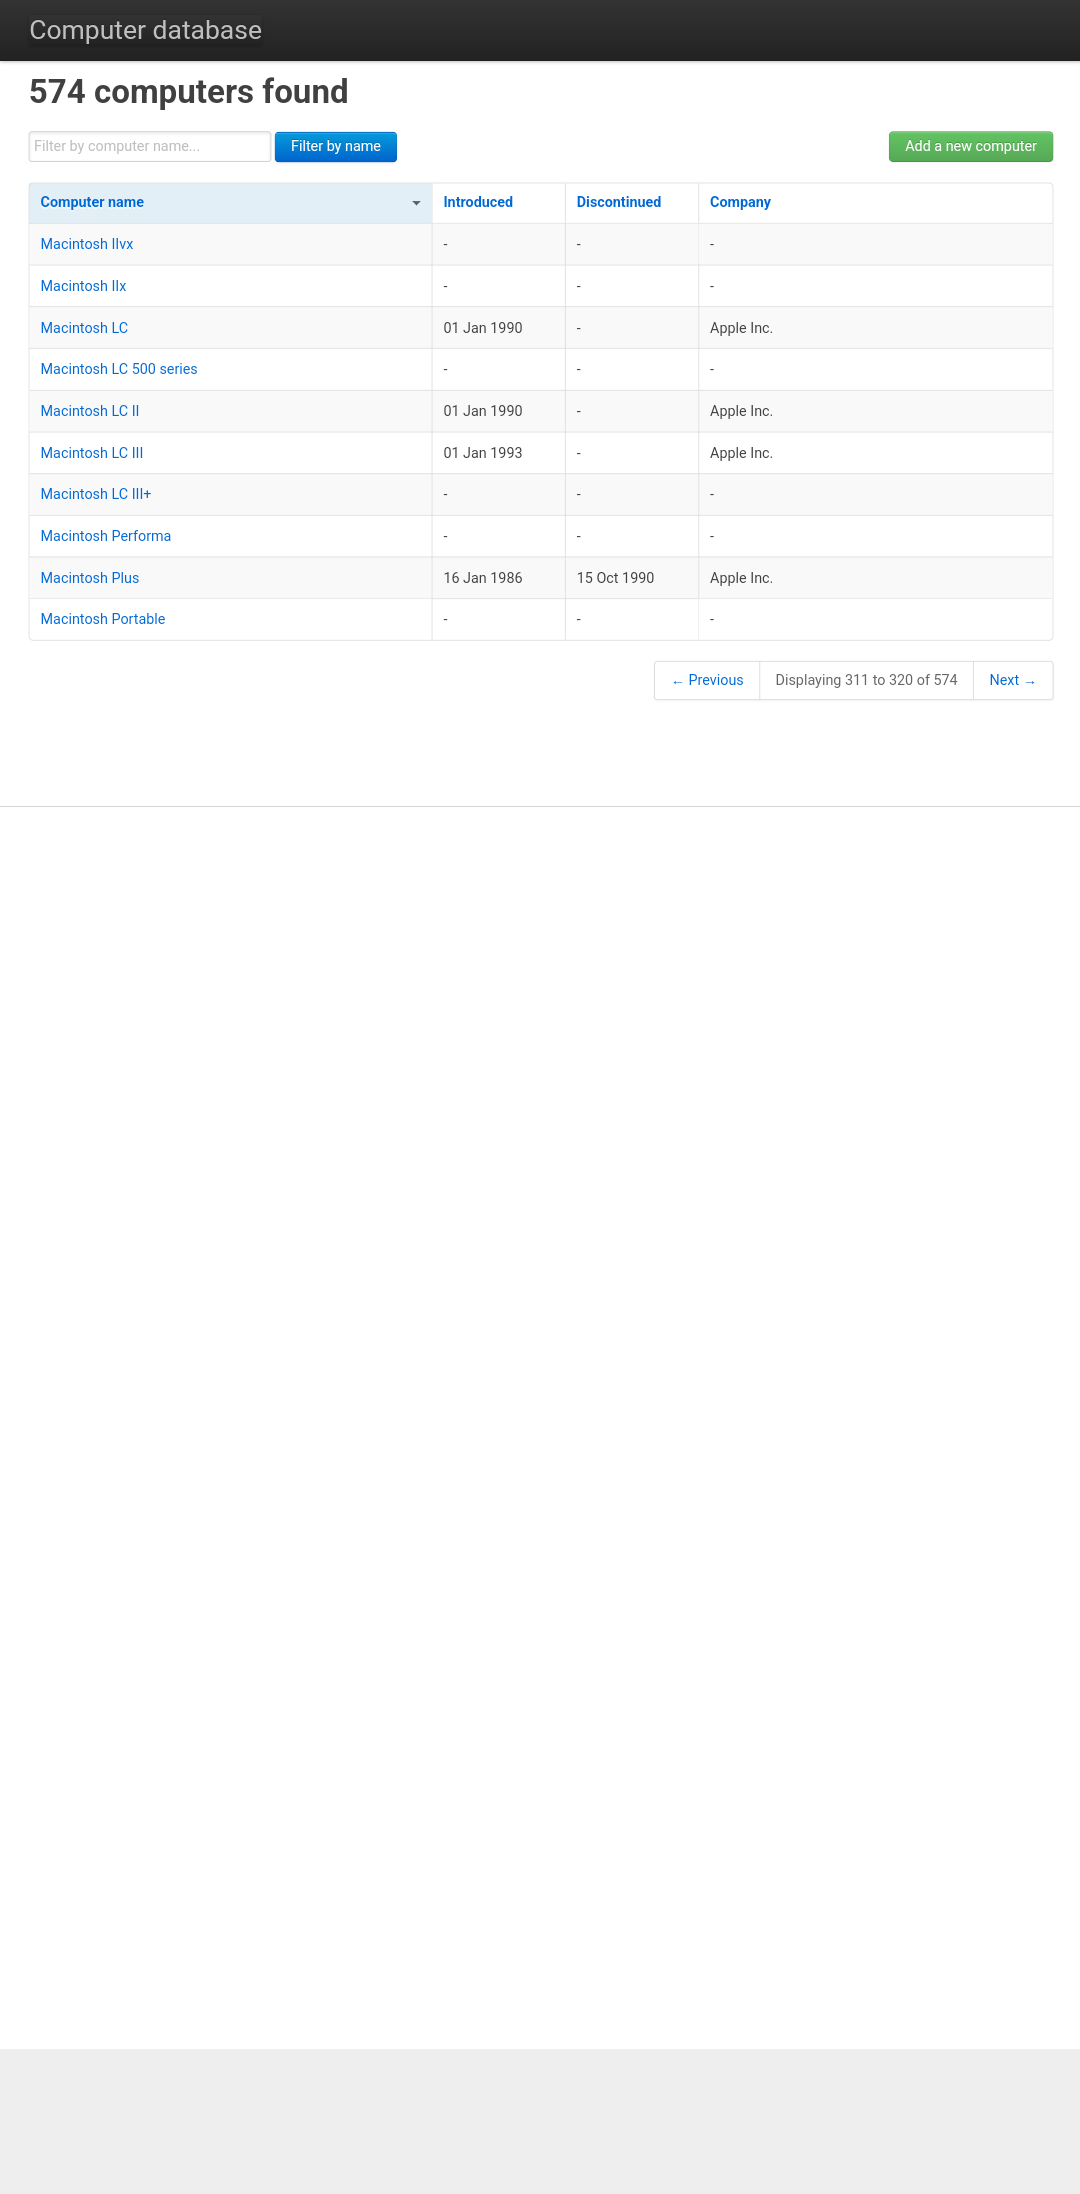 Computer database
574 computers found
Filter by computer name... Filter by name Add a new computer
Computer name Introduced Discontinued Company
Macintosh IIvx - - -
Macintosh IIx - - -
Macintosh LC 01 Jan 1990 - Apple Inc.
Macintosh LC 500 series - - -
Macintosh LC II 01 Jan 1990 - Apple Inc.
Macintosh LC III 01 Jan 1993 - Apple Inc.
Macintosh LC III+ - - -
Macintosh Performa - - -
Macintosh Plus 16 Jan 1986 15 Oct 1990 Apple Inc.
Macintosh Portable - - -
← Previous Displaying 311 to 320 of 574 Next →